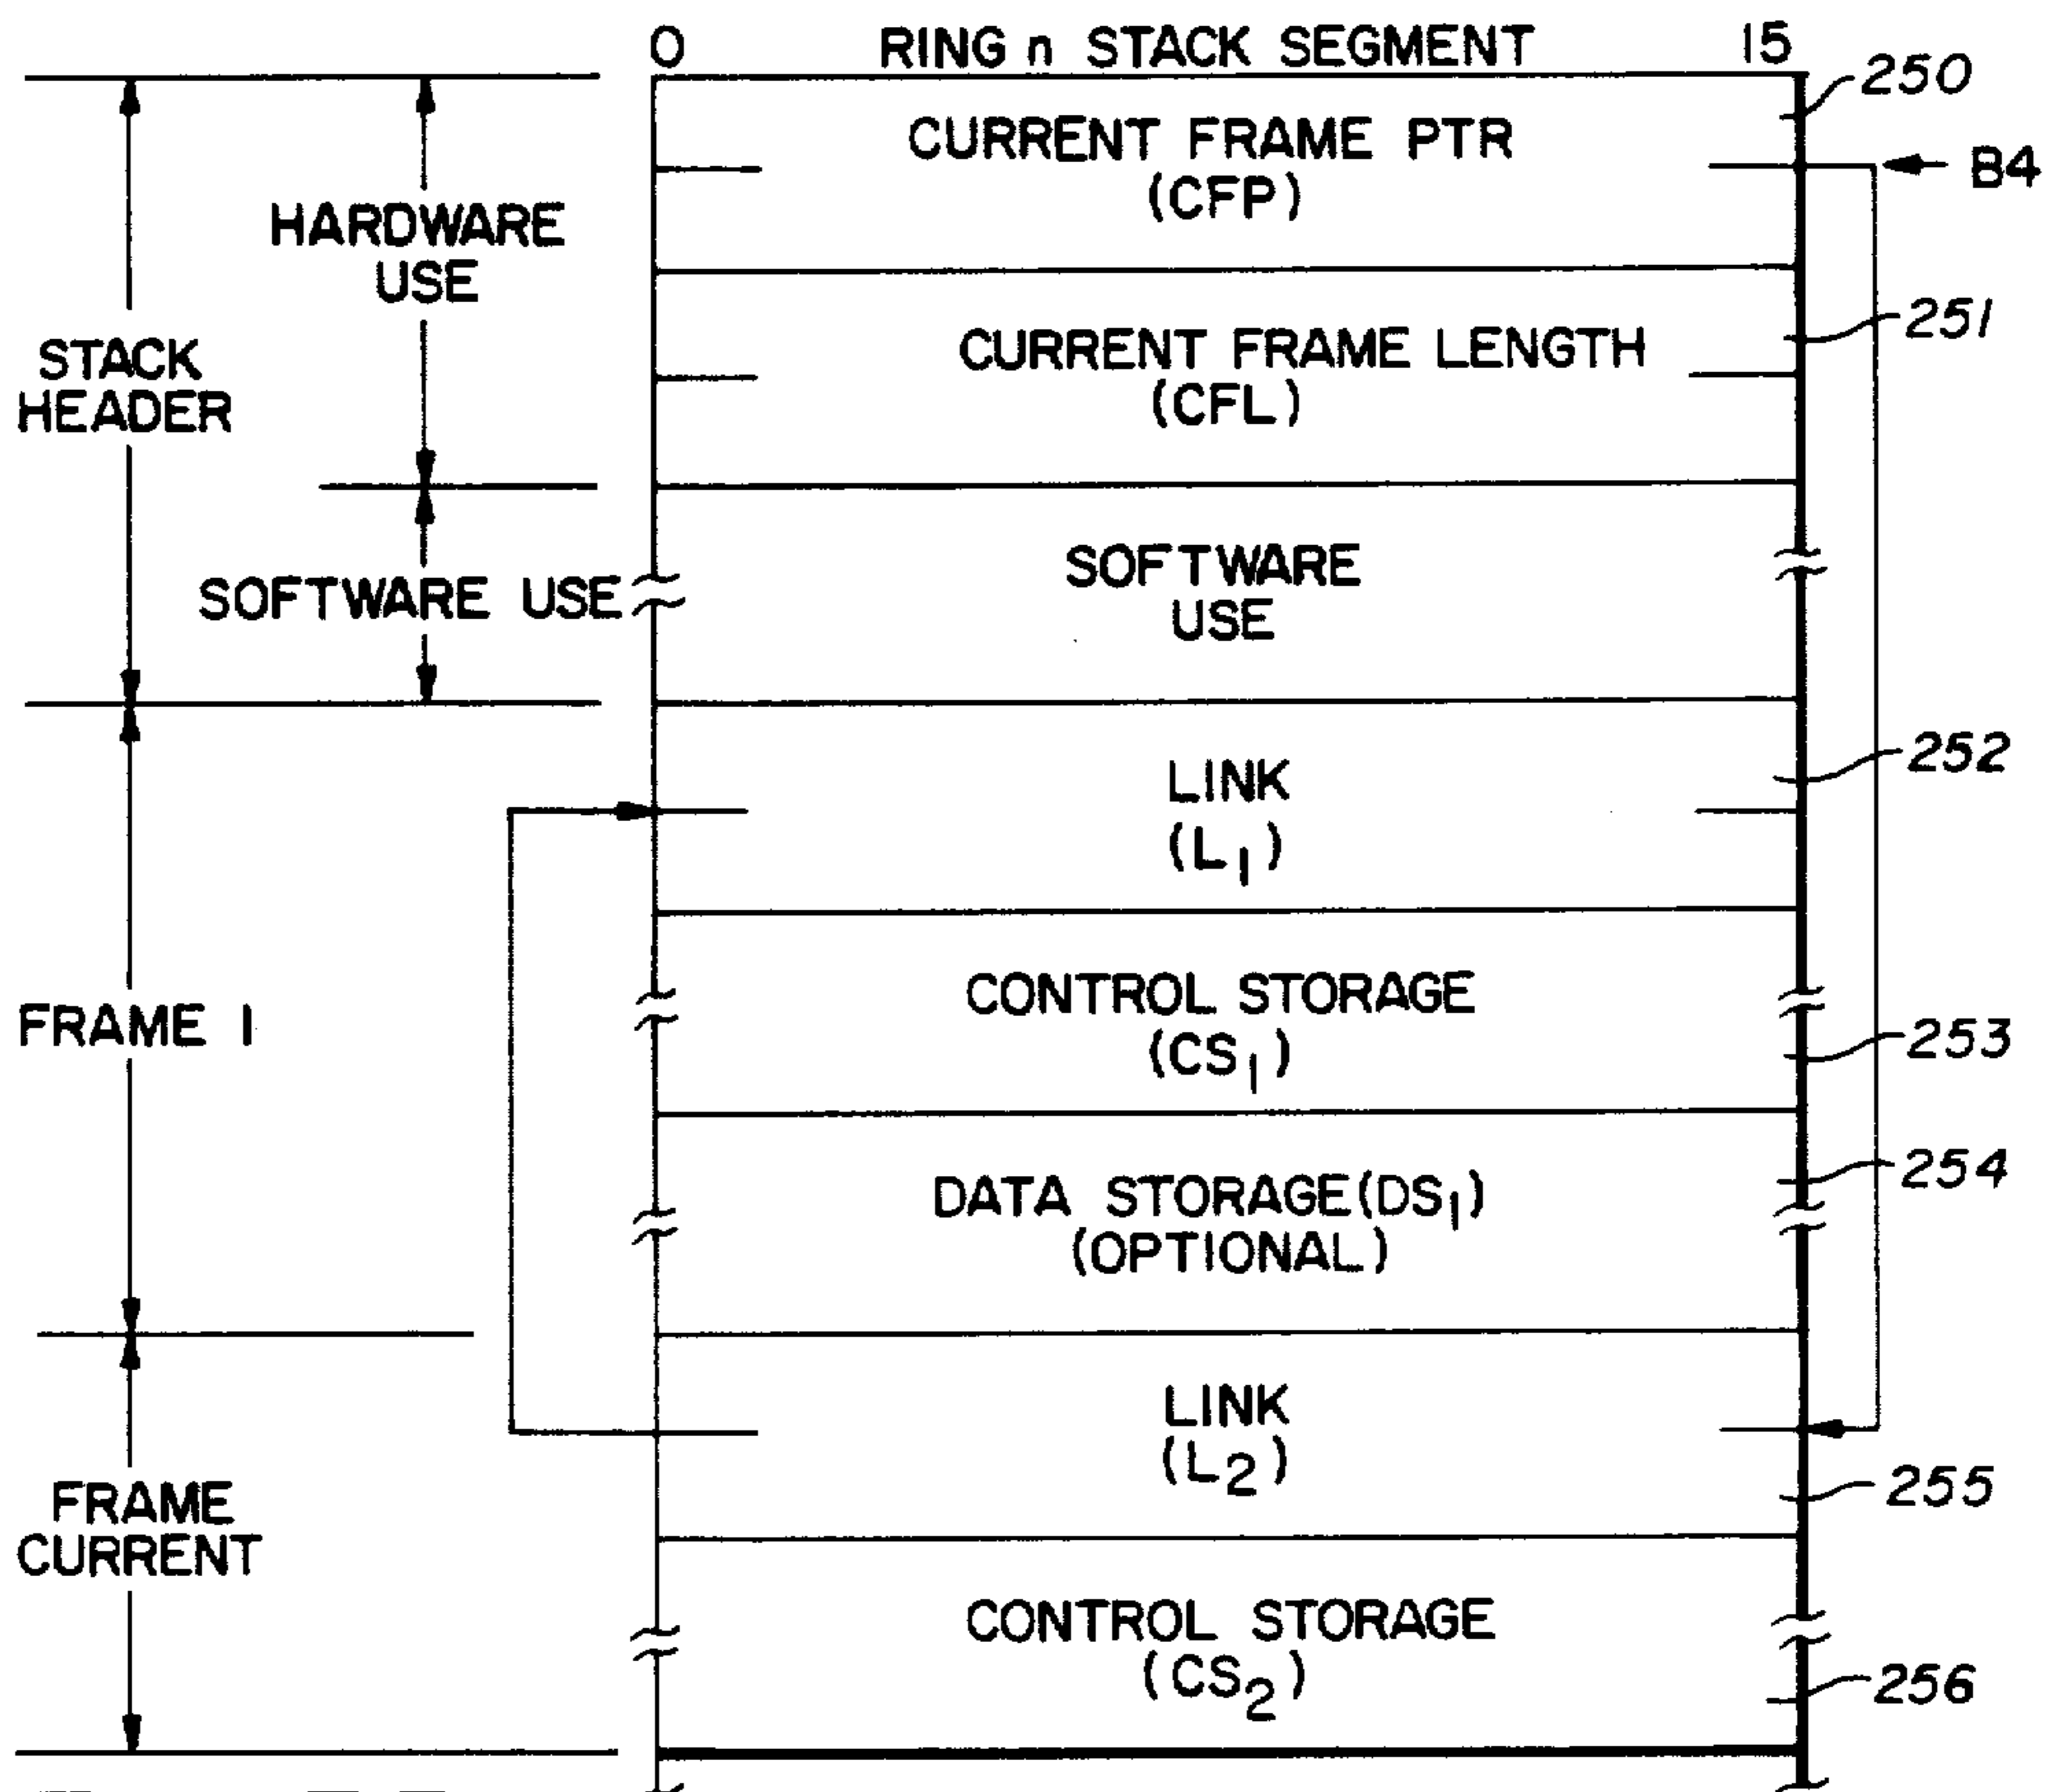 0 RING n STACK SEGMENT 15
250
CURRENT FRAME PTR
(CFP)
B4
HARDWARE
USE
251
CURRENT FRAME LENGTH
(CFL)
STACK
HEADER
SOFTWARE USE
SOFTWARE
USE
252
LINK
(L1)
CONTROL STORAGE
(CS1)
FRAME 1
253
254
DATA STORAGE(DS1)
(OPTIONAL)
LINK
(L2)
255
FRAME
CURRENT
CONTROL STORAGE
(CS2)
256